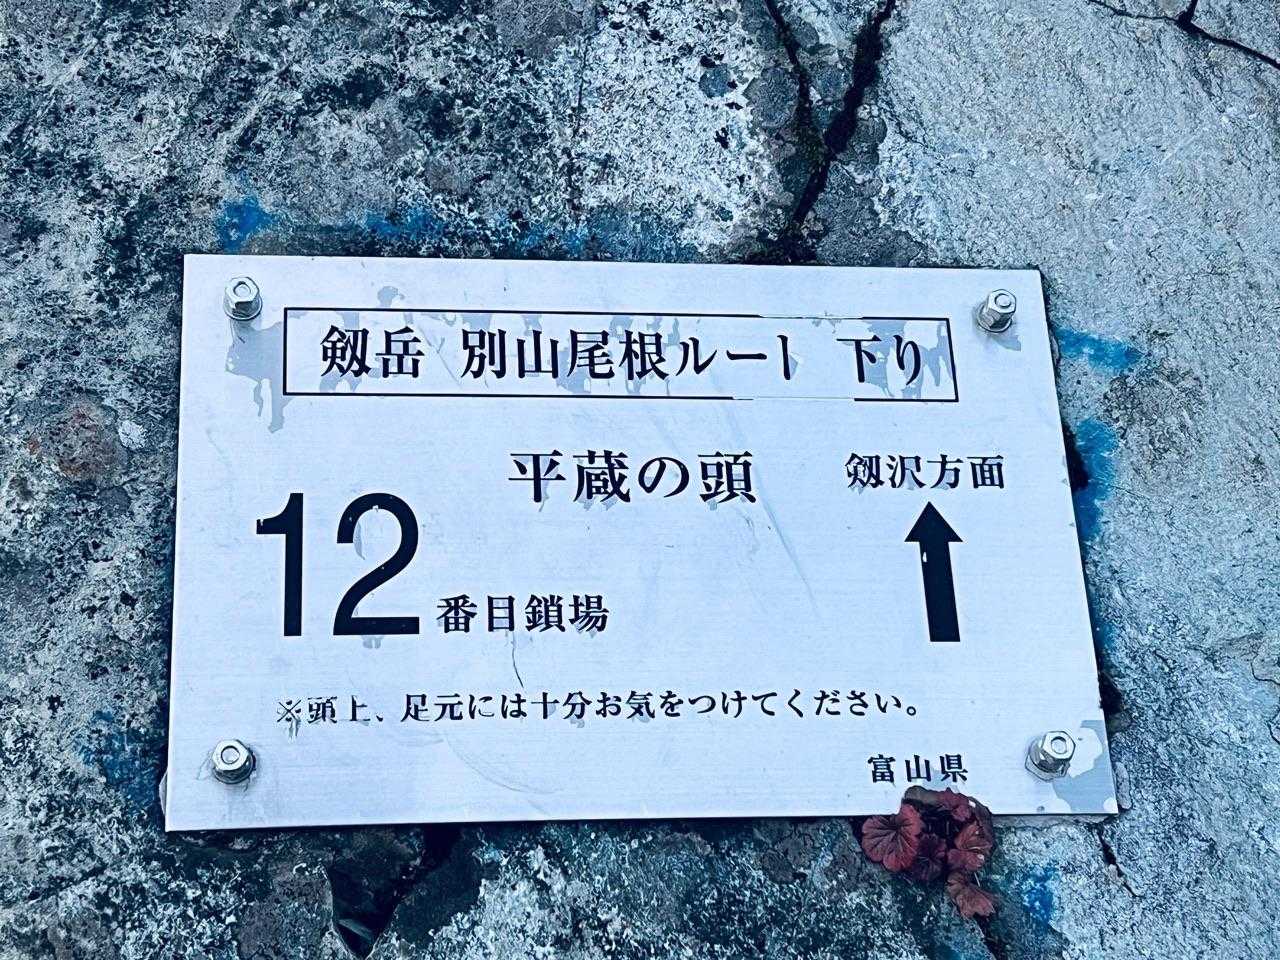 剱岳 別山尾根ルート 下り
平蔵の頭
剱沢方面
12番目鎖場
※頭上、足元には十分お気をつけてください。
富山県